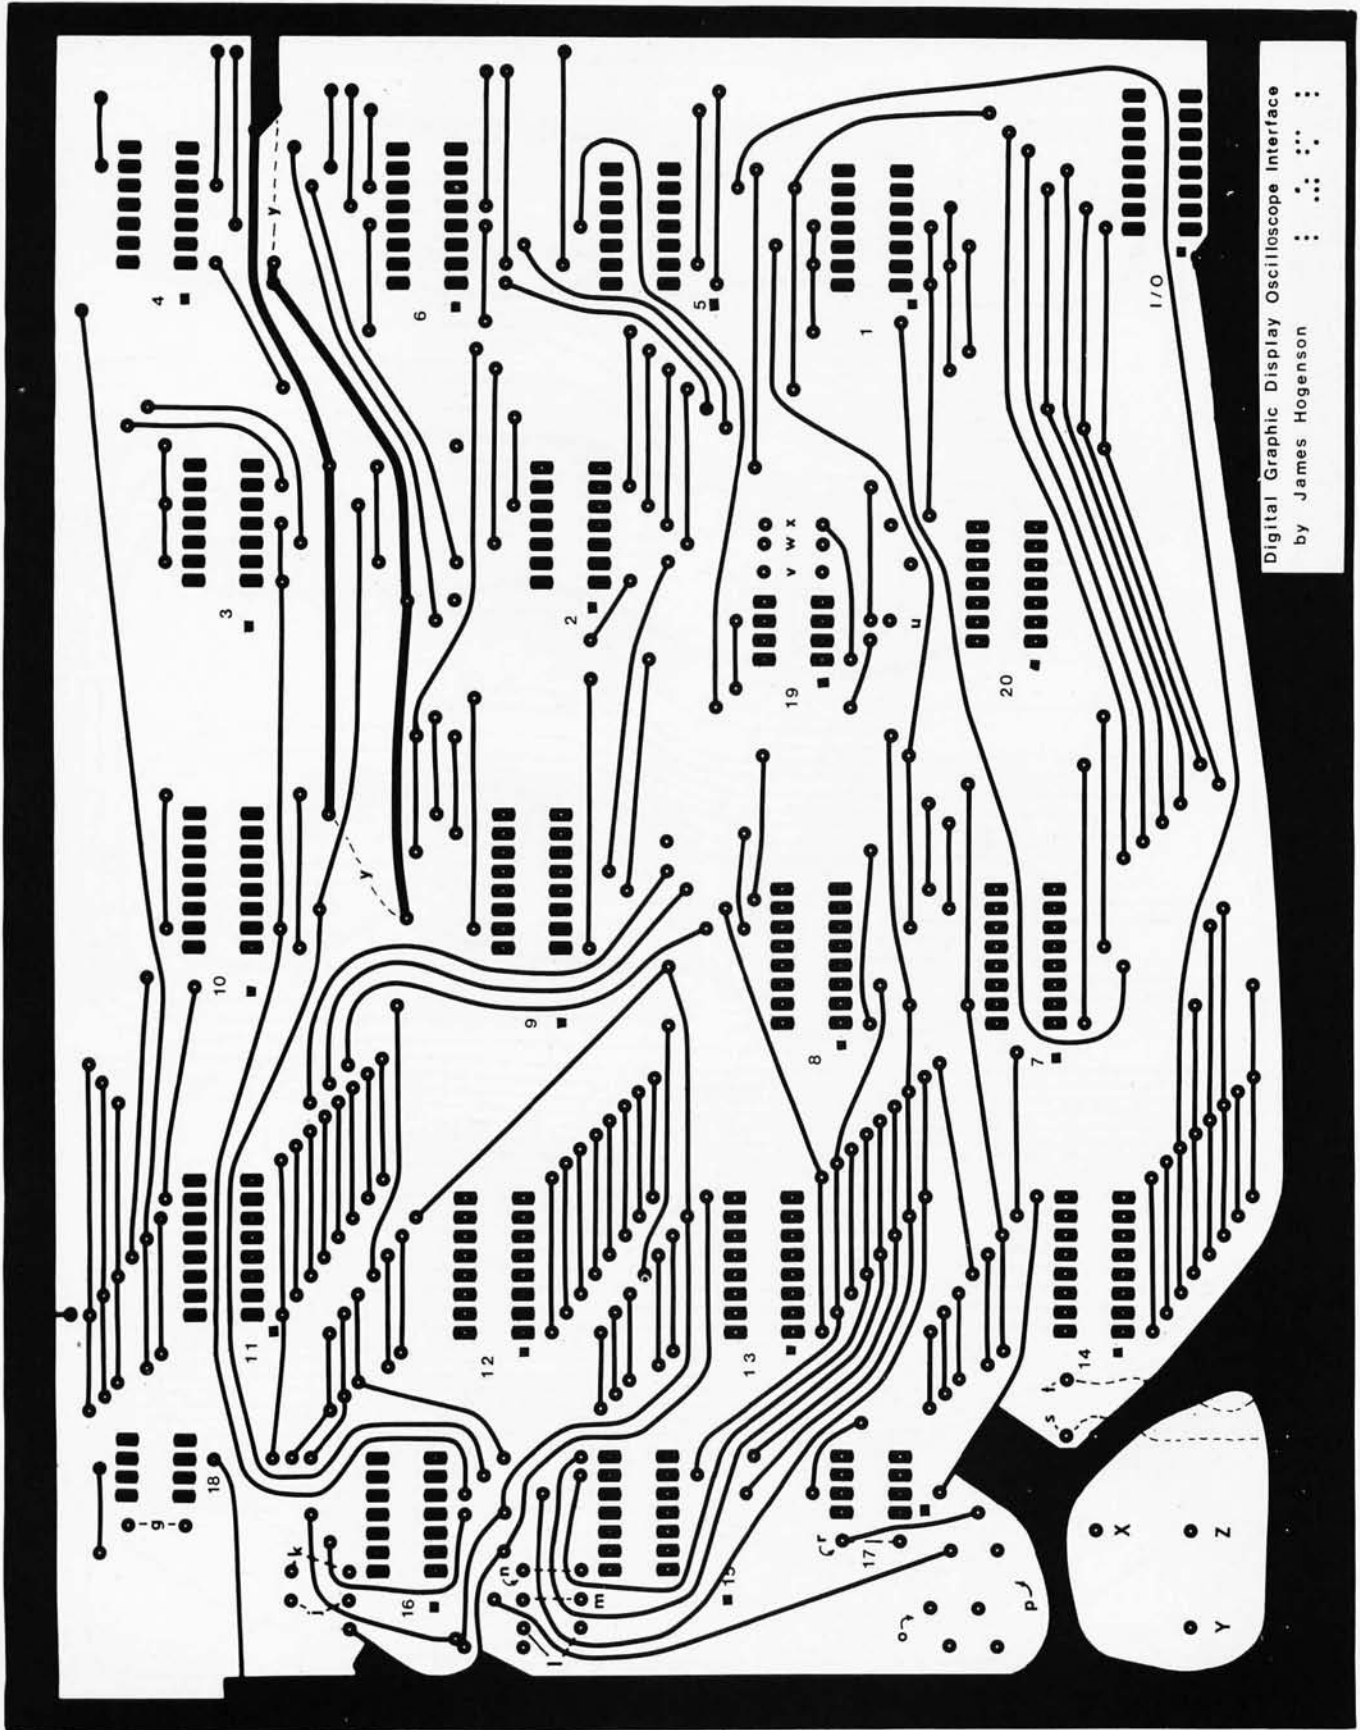 Digital Graphic Display Oscilloscope Interface
by James Hogenson
4
6
5
1
I/O
3
2
19
v w x
u
20
y
y
10
9
8
7
11
12
13
14
18
g
k
j
16
n
m
l
15
r
17
o
p
s
t
X
Y
Z